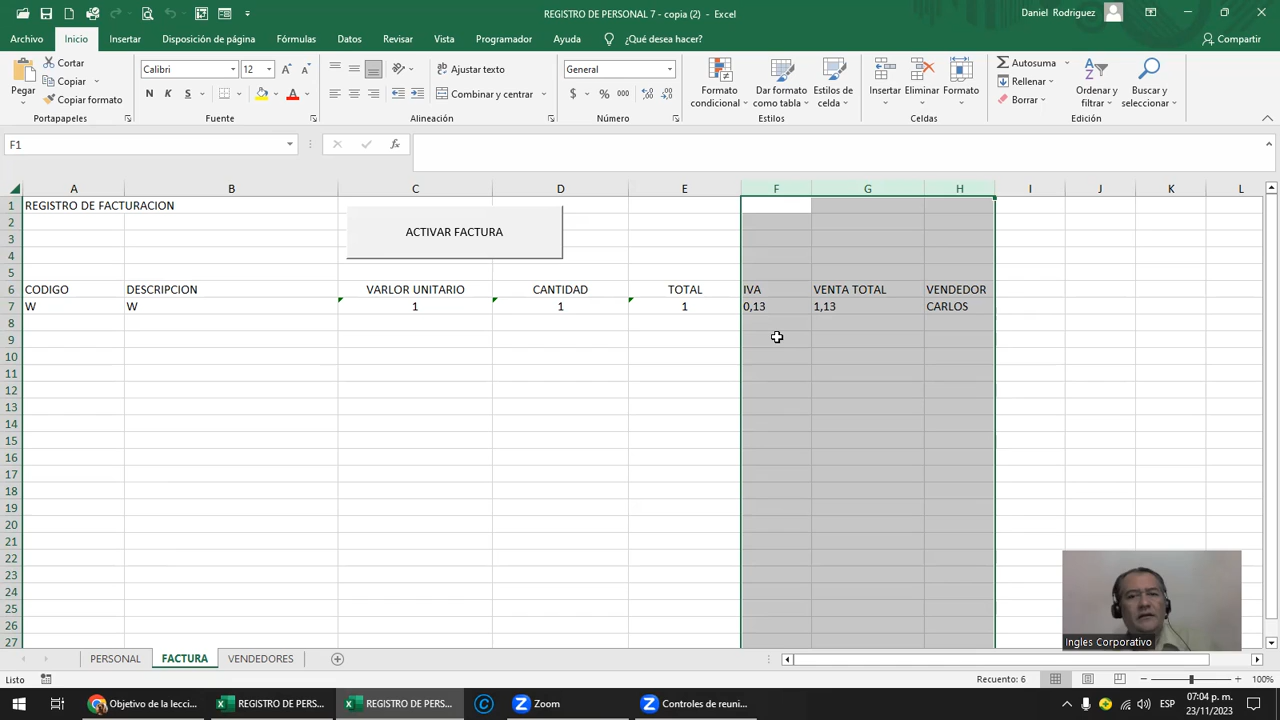 REGISTRO DE PERSONAL 7 - copia (2) - Excel
Daniel Rodriguez
Archivo Inicio Insertar Disposición de página Fórmulas Datos Revisar Vista Programador Ayuda ¿Qué desea hacer? Compartir
Pegar
Cortar
Copiar
Copiar formato
Portapapeles
Calibri 12
N K S
Fuente
Ajustar texto
Combinar y centrar
Alineación
General
$ % 000
Número
Formato condicional
Dar formato como tabla
Estilos de celda
Estilos
Insertar Eliminar Formato
Celdas
Autosuma
Rellenar
Borrar
Ordenar y filtrar
Buscar y seleccionar
Edición
F1
A B C D E F G H I J K L
1 REGISTRO DE FACTURACION
ACTIVAR FACTURA
2
3
4
5
6 CODIGO DESCRIPCION VARLOR UNITARIO CANTIDAD TOTAL IVA VENTA TOTAL VENDEDOR
7 W W 1 1 1 0,13 1,13 CARLOS
8
9
10
11
12
13
14
15
16
17
18
19
20
21
22
23
24
25
26
27
Ingles Corporativo
PERSONAL FACTURA VENDEDORES
Listo
Recuento: 6
100%
Objetivo de la lecci...
REGISTRO DE PERS...
REGISTRO DE PERS...
Zoom
Controles de reuni...
ESP
07:04 p. m.
23/11/2023